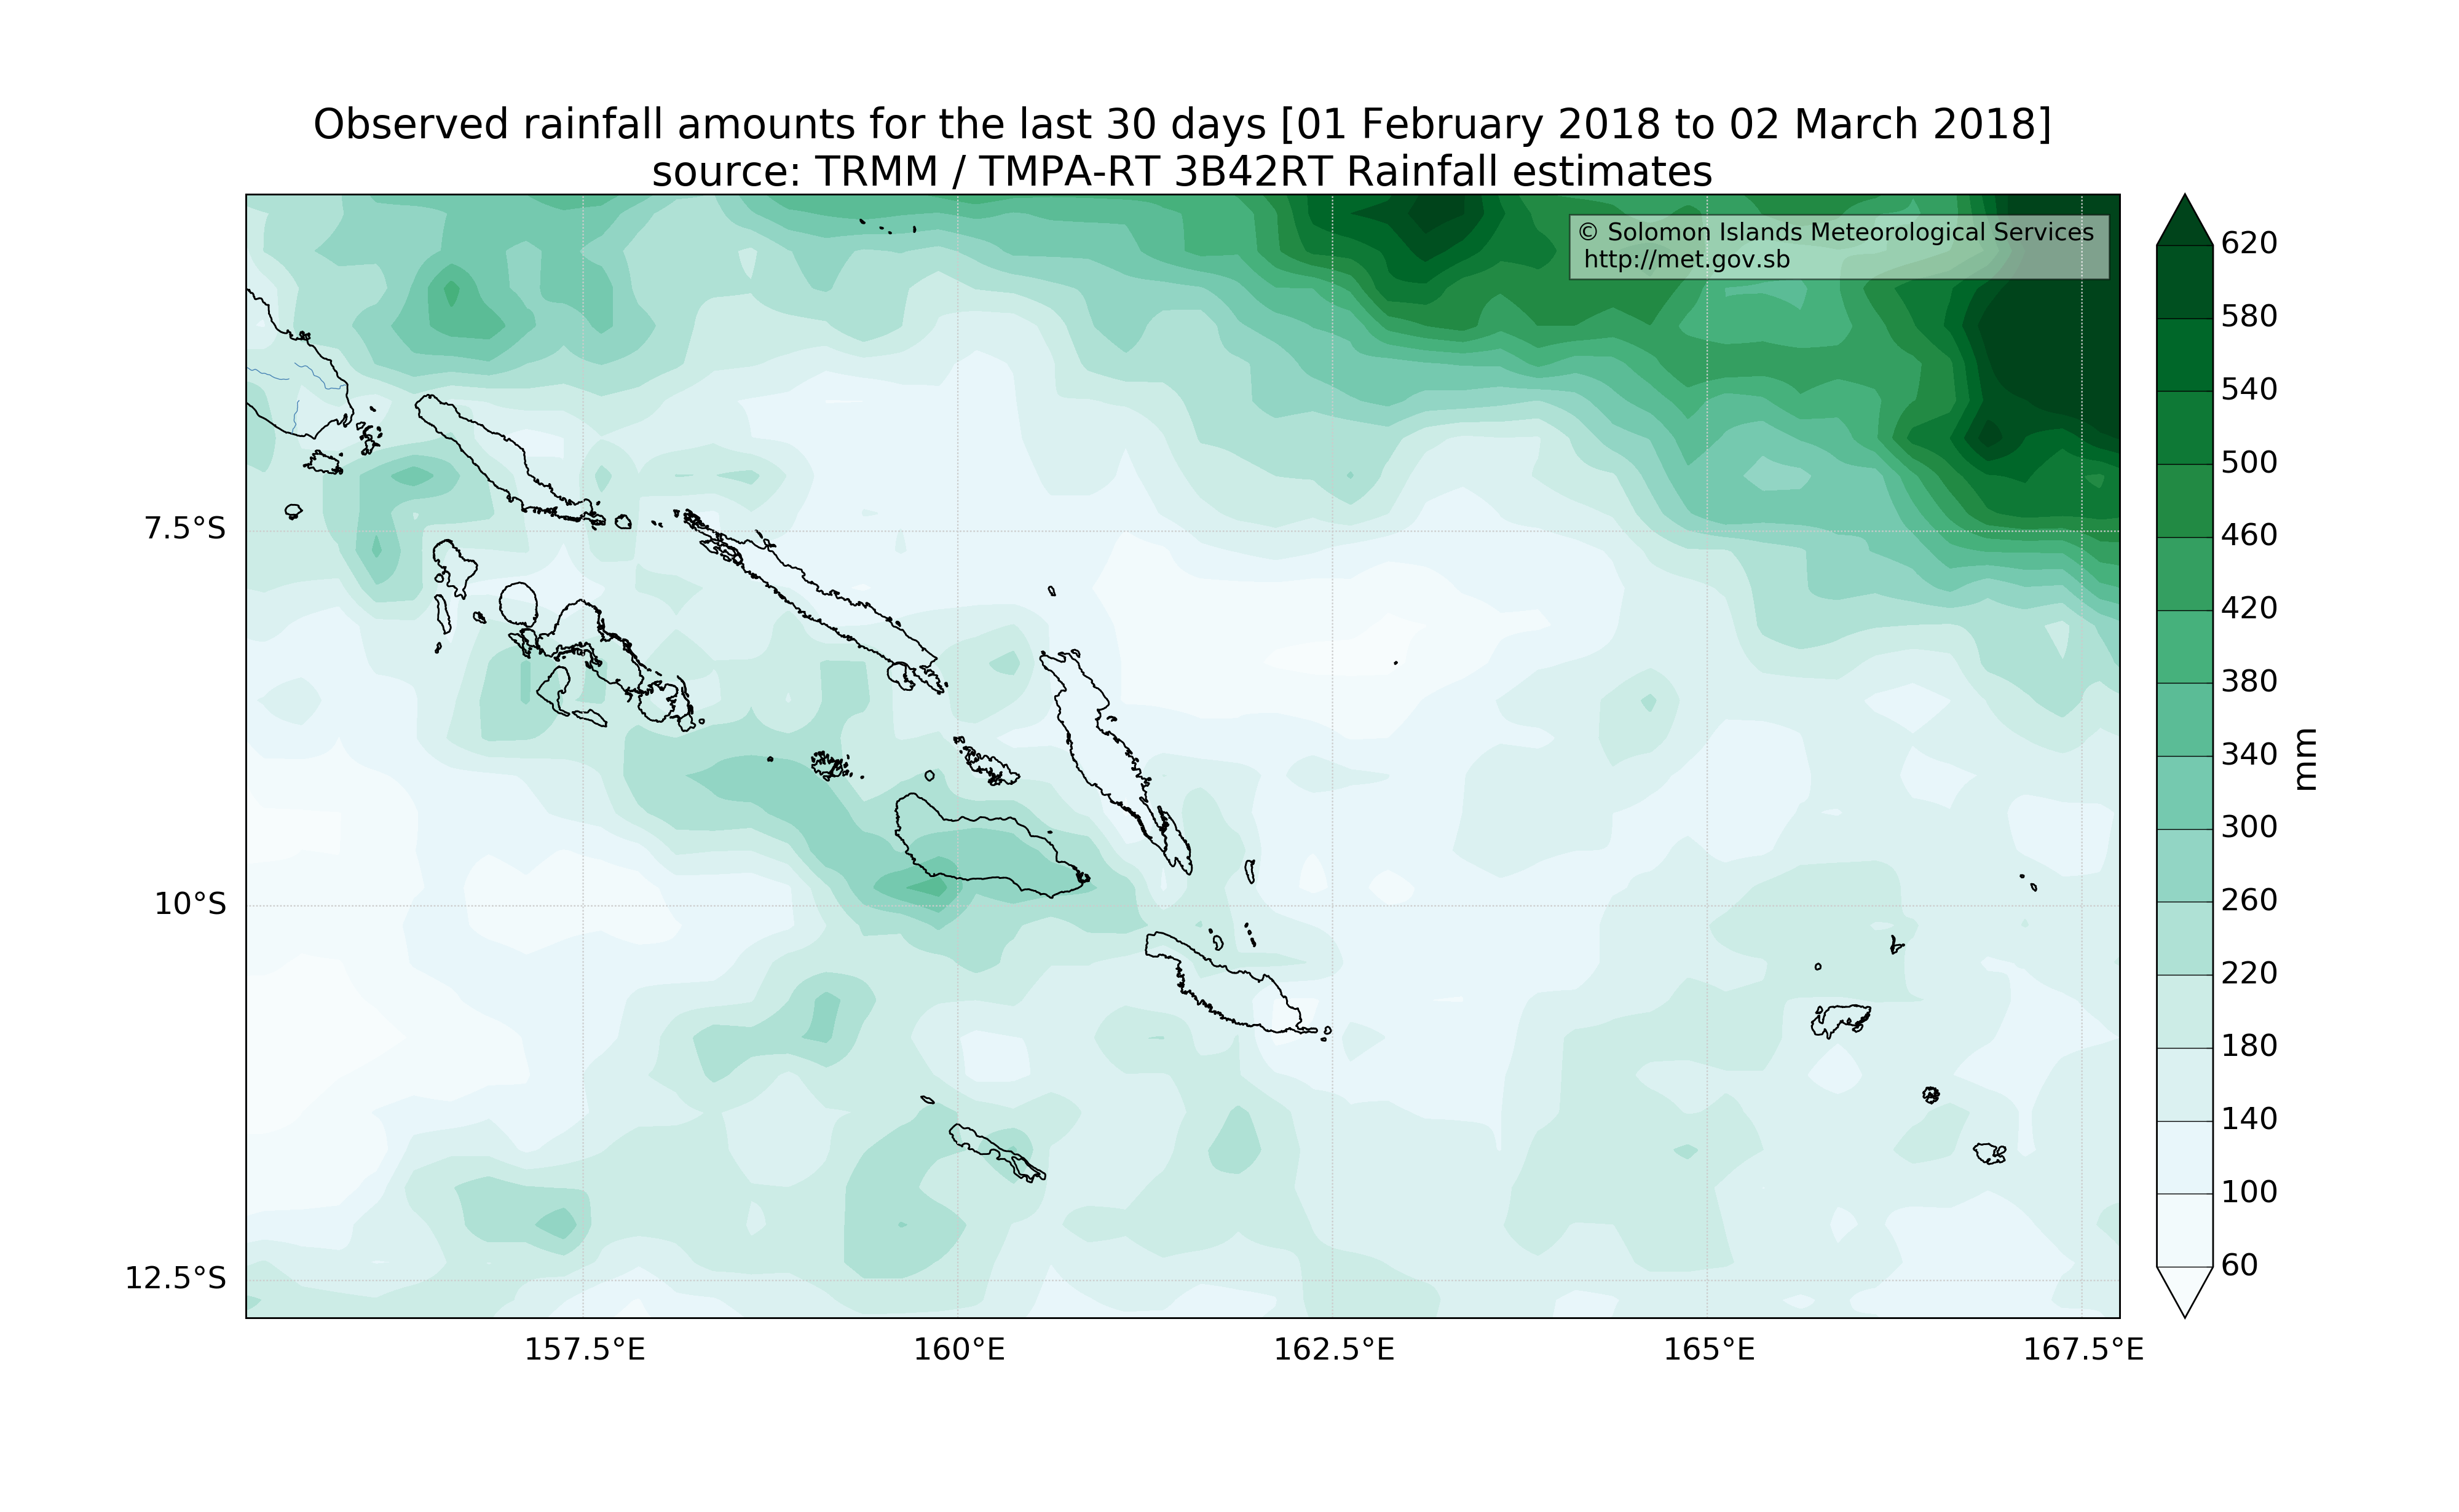 Observed rainfall amounts for the last 30 days [01 February 2018 to 02 March 2018]
source: TRMM / TMPA-RT 3B42RT Rainfall estimates
© Solomon Islands Meteorological Services
http://met.gov.sb
7.5°S
10°S
12.5°S
157.5°E
160°E
162.5°E
165°E
167.5°E
620
580
540
500
460
420
380
340
300
260
220
180
140
100
60
mm